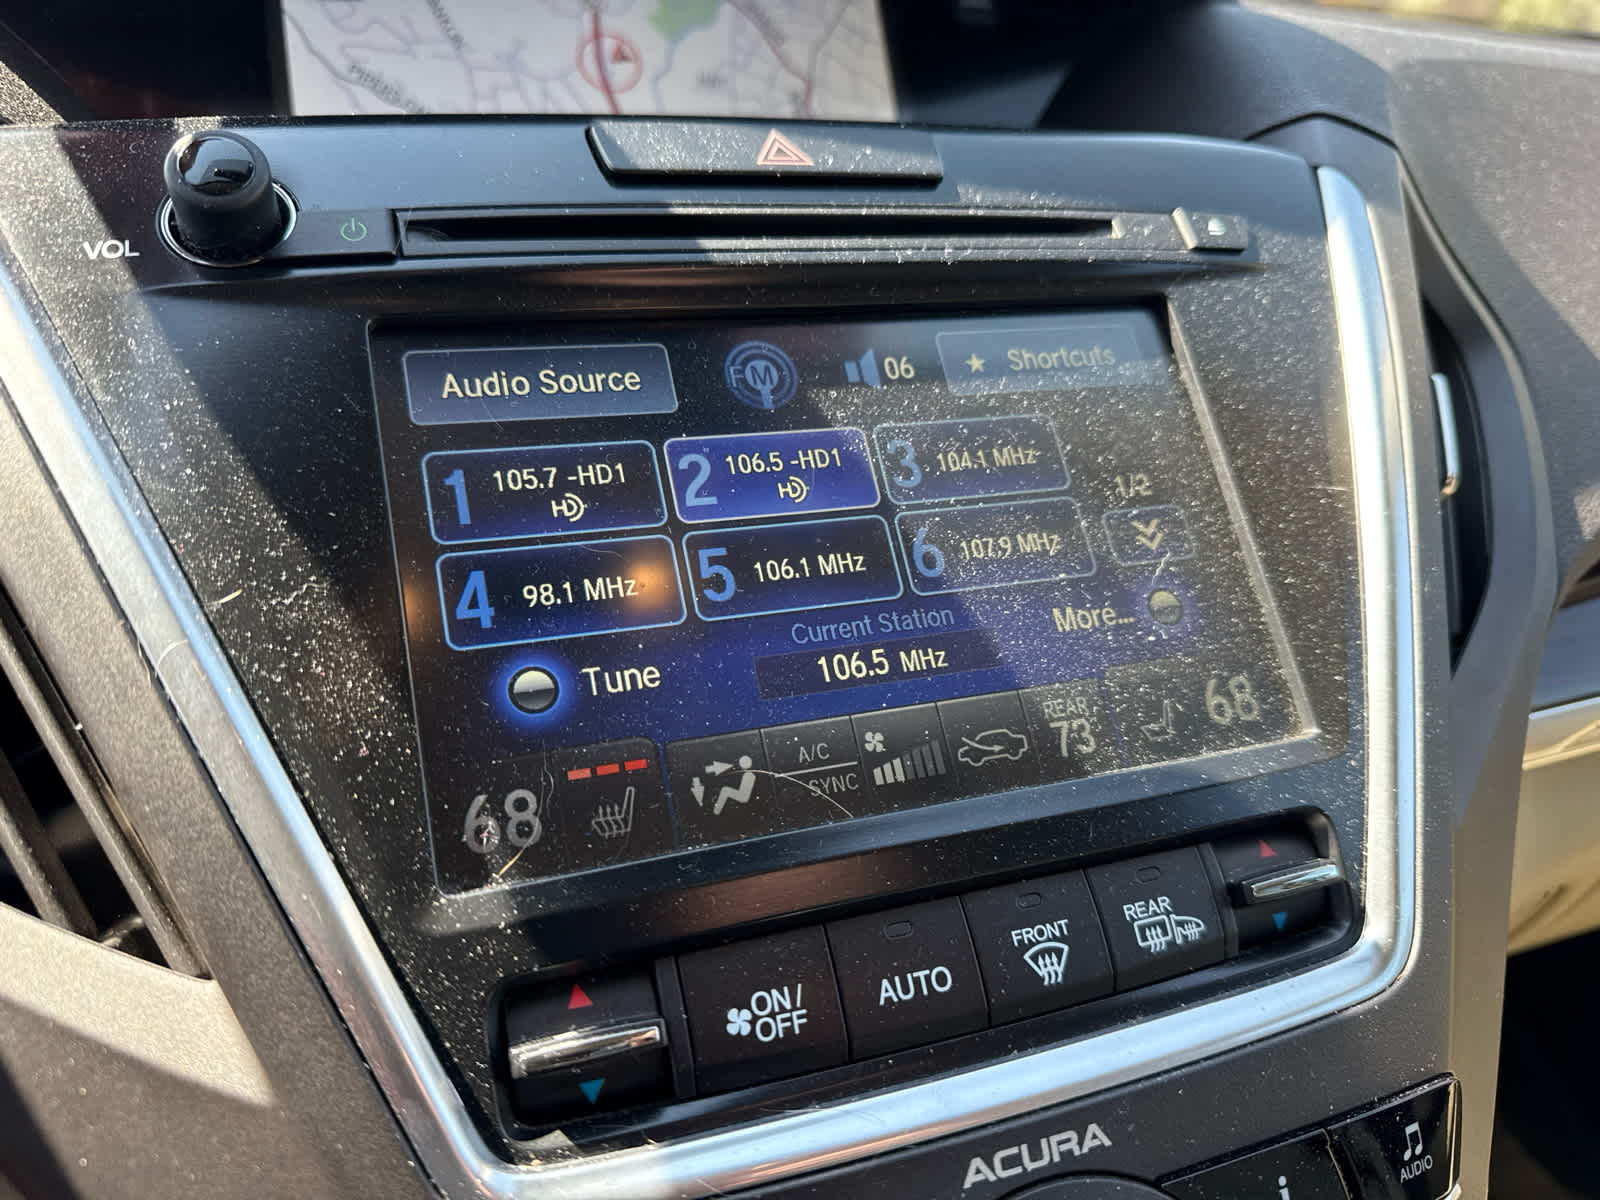 VOL
Audio Source
FM
06
Shortcuts
1 105.7 -HD1
HD
2 106.5 -HD1
HD
3 104.1 MHz
1/2
4 98.1 MHz
5 106.1 MHz
6 107.9 MHz
Current Station
More...
Tune
106.5 MHz
68
A/C
SYNC
REAR
73
68
ON/
OFF
AUTO
FRONT
REAR
ACURA
i
AUDIO